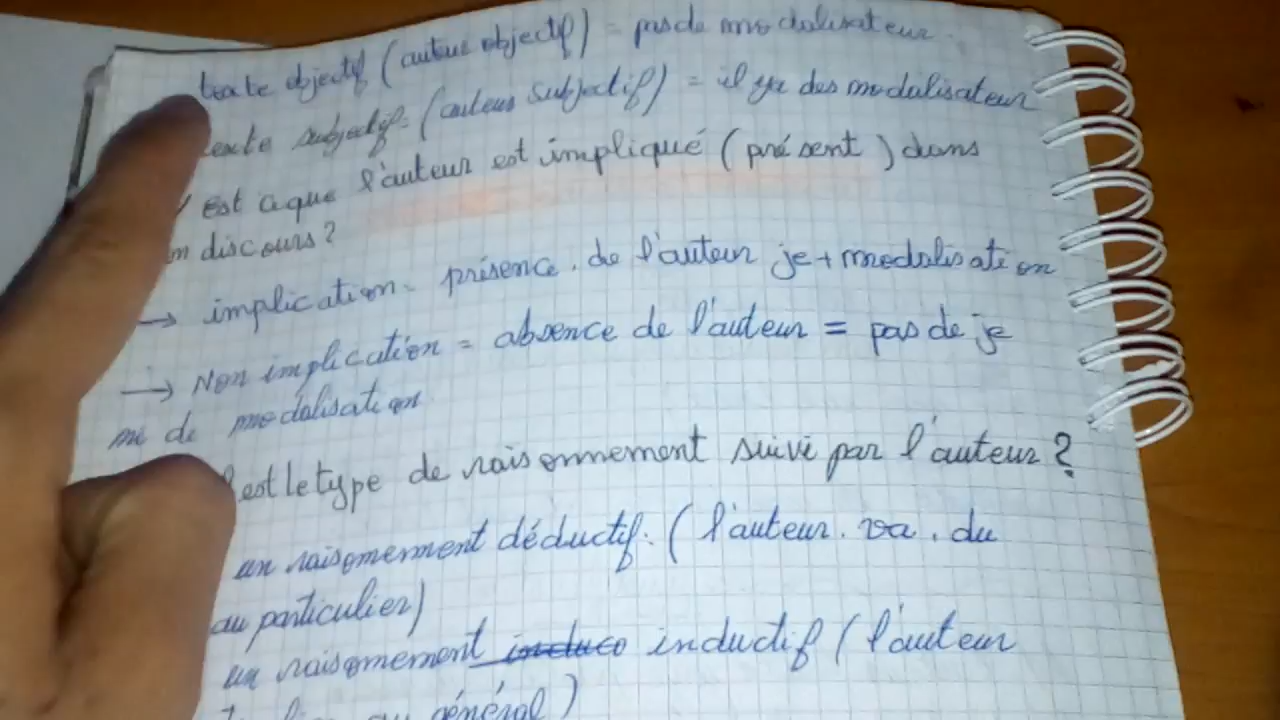 texte objectif (auteur objectif) = pas de modalisateur.
texte subjectif = (auteur subjectif) = il ya des modalisateur
est ce que l'auteur est impliqué (présent) dans
discours ?
→ implication = présence de l'auteur je + modalisation
→ Non implication = absence de l'auteur = pas de je
ni de modalisation
est le type de raisonnement suivi par l'auteur ?
un raisonnement déductif : (l'auteur va du
au particulier)
un raisonnement inductif (l'auteur
au général)